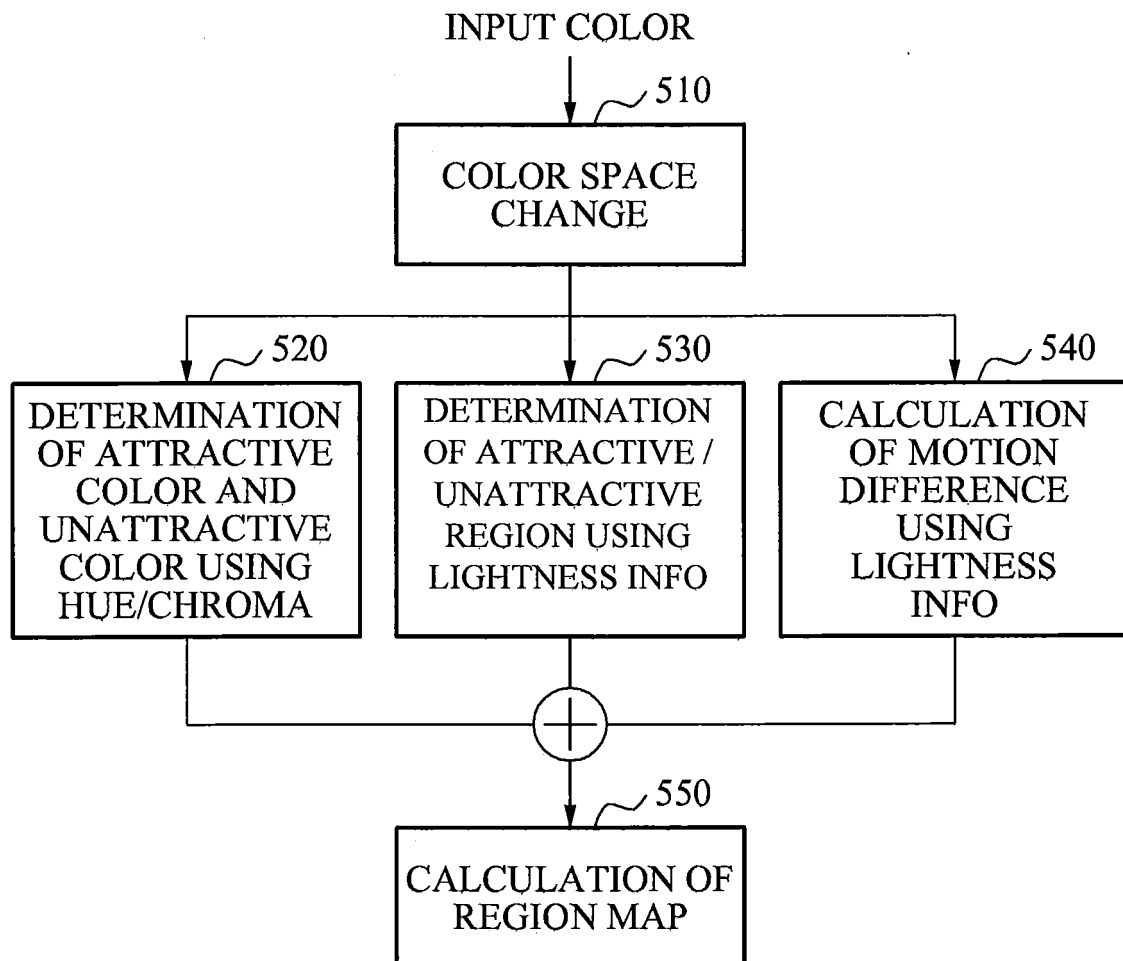 INPUT COLOR
510
COLOR SPACE
CHANGE
520
DETERMINATION
OF ATTRACTIVE
COLOR AND
UNATTRACTIVE
COLOR USING
HUE/CHROMA
530
DETERMINATION
OF ATTRACTIVE /
UNATTRACTIVE
REGION USING
LIGHTNESS INFO
540
CALCULATION
OF MOTION
DIFFERENCE
USING
LIGHTNESS
INFO
550
CALCULATION OF
REGION MAP